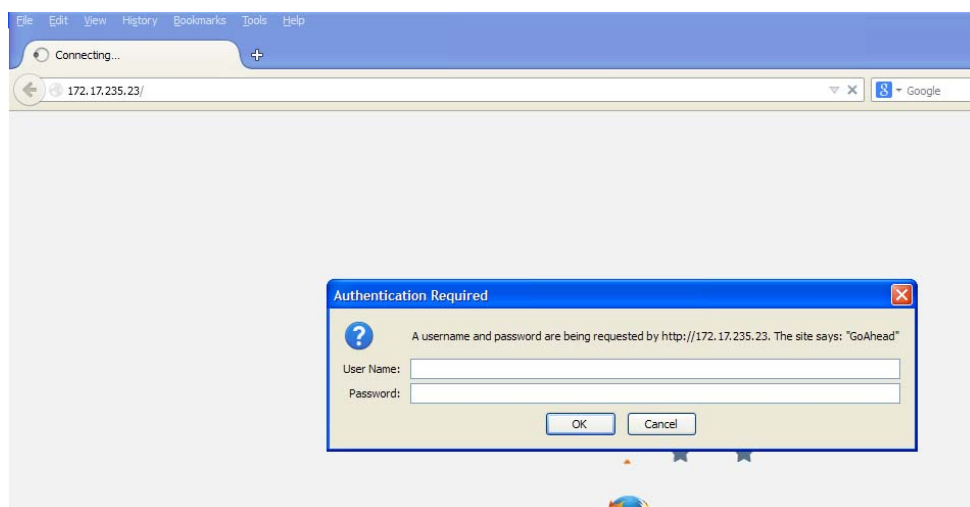 File Edit View History Bookmarks Tools Help
Connecting...
172.17.235.23/
8 Google
Authentication Required
A username and password are being requested by http://172.17.235.23. The site says: "GoAhead"
User Name:
Password:
OK Cancel